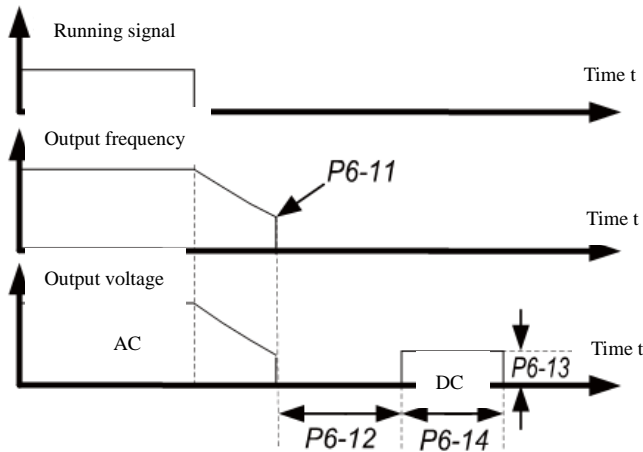 Running signal
Time t
Output frequency
P6-11
Time t
Output voltage
AC
Time t
DC
P6-13
P6-12
P6-14